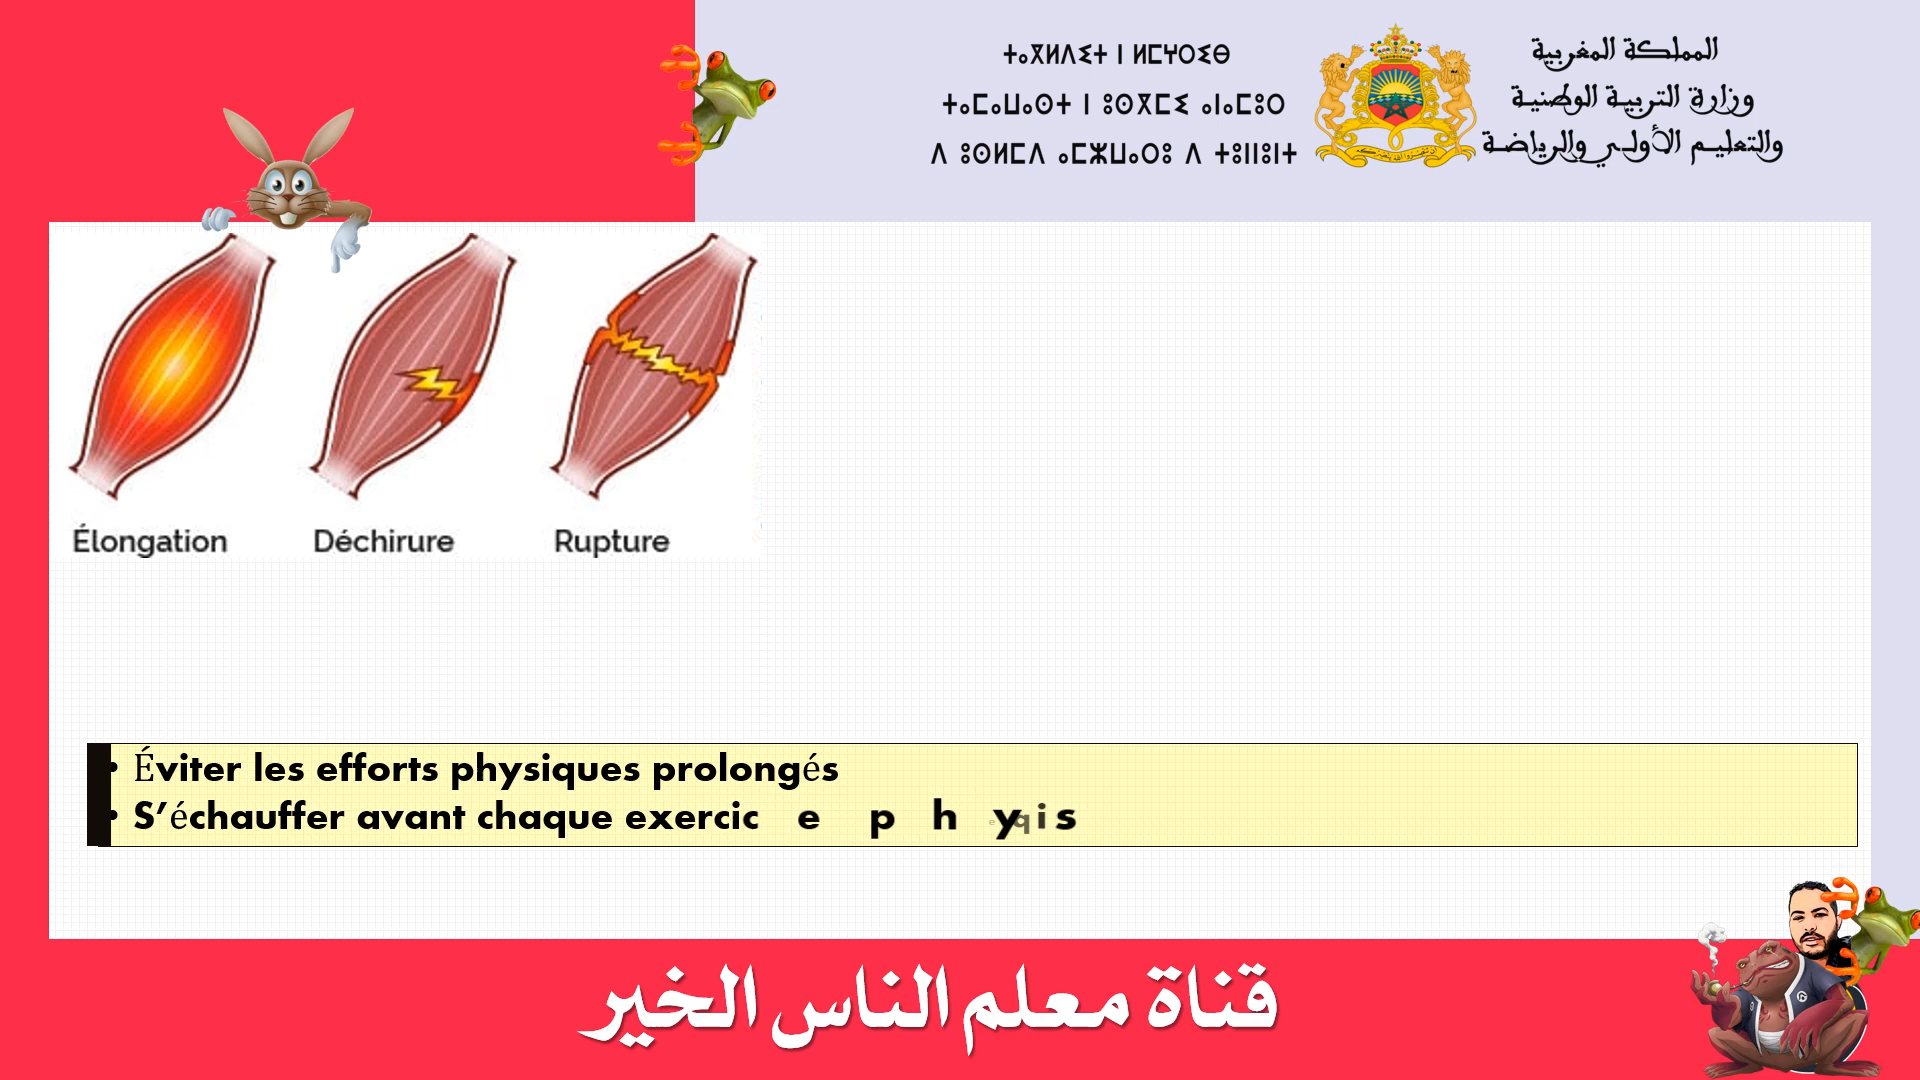 ⵜⴰⴳⵍⴷⵉⵜ ⵏ ⵍⵎⵖⵔⵉⴱ
ⵜⴰⵎⴰⵡⴰⵙⵜ ⵏ ⵓⵙⴳⵎⵉ ⴰⵏⴰⵎⵓⵔ
ⴷ ⵓⵙⵍⵎⴷ ⴰⵎⵣⵡⴰⵔⵓ ⴷ ⵜⵓⵏⵏⵓⵏⵜ
المملكة المغربية
وزارة التربية الوطنية
والتعليم الأولي والرياضة
Élongation
Déchirure
Rupture
• Éviter les efforts physiques prolongés
• S’échauffer avant chaque exercic e p h y s i q
قناة معلم الناس الخير